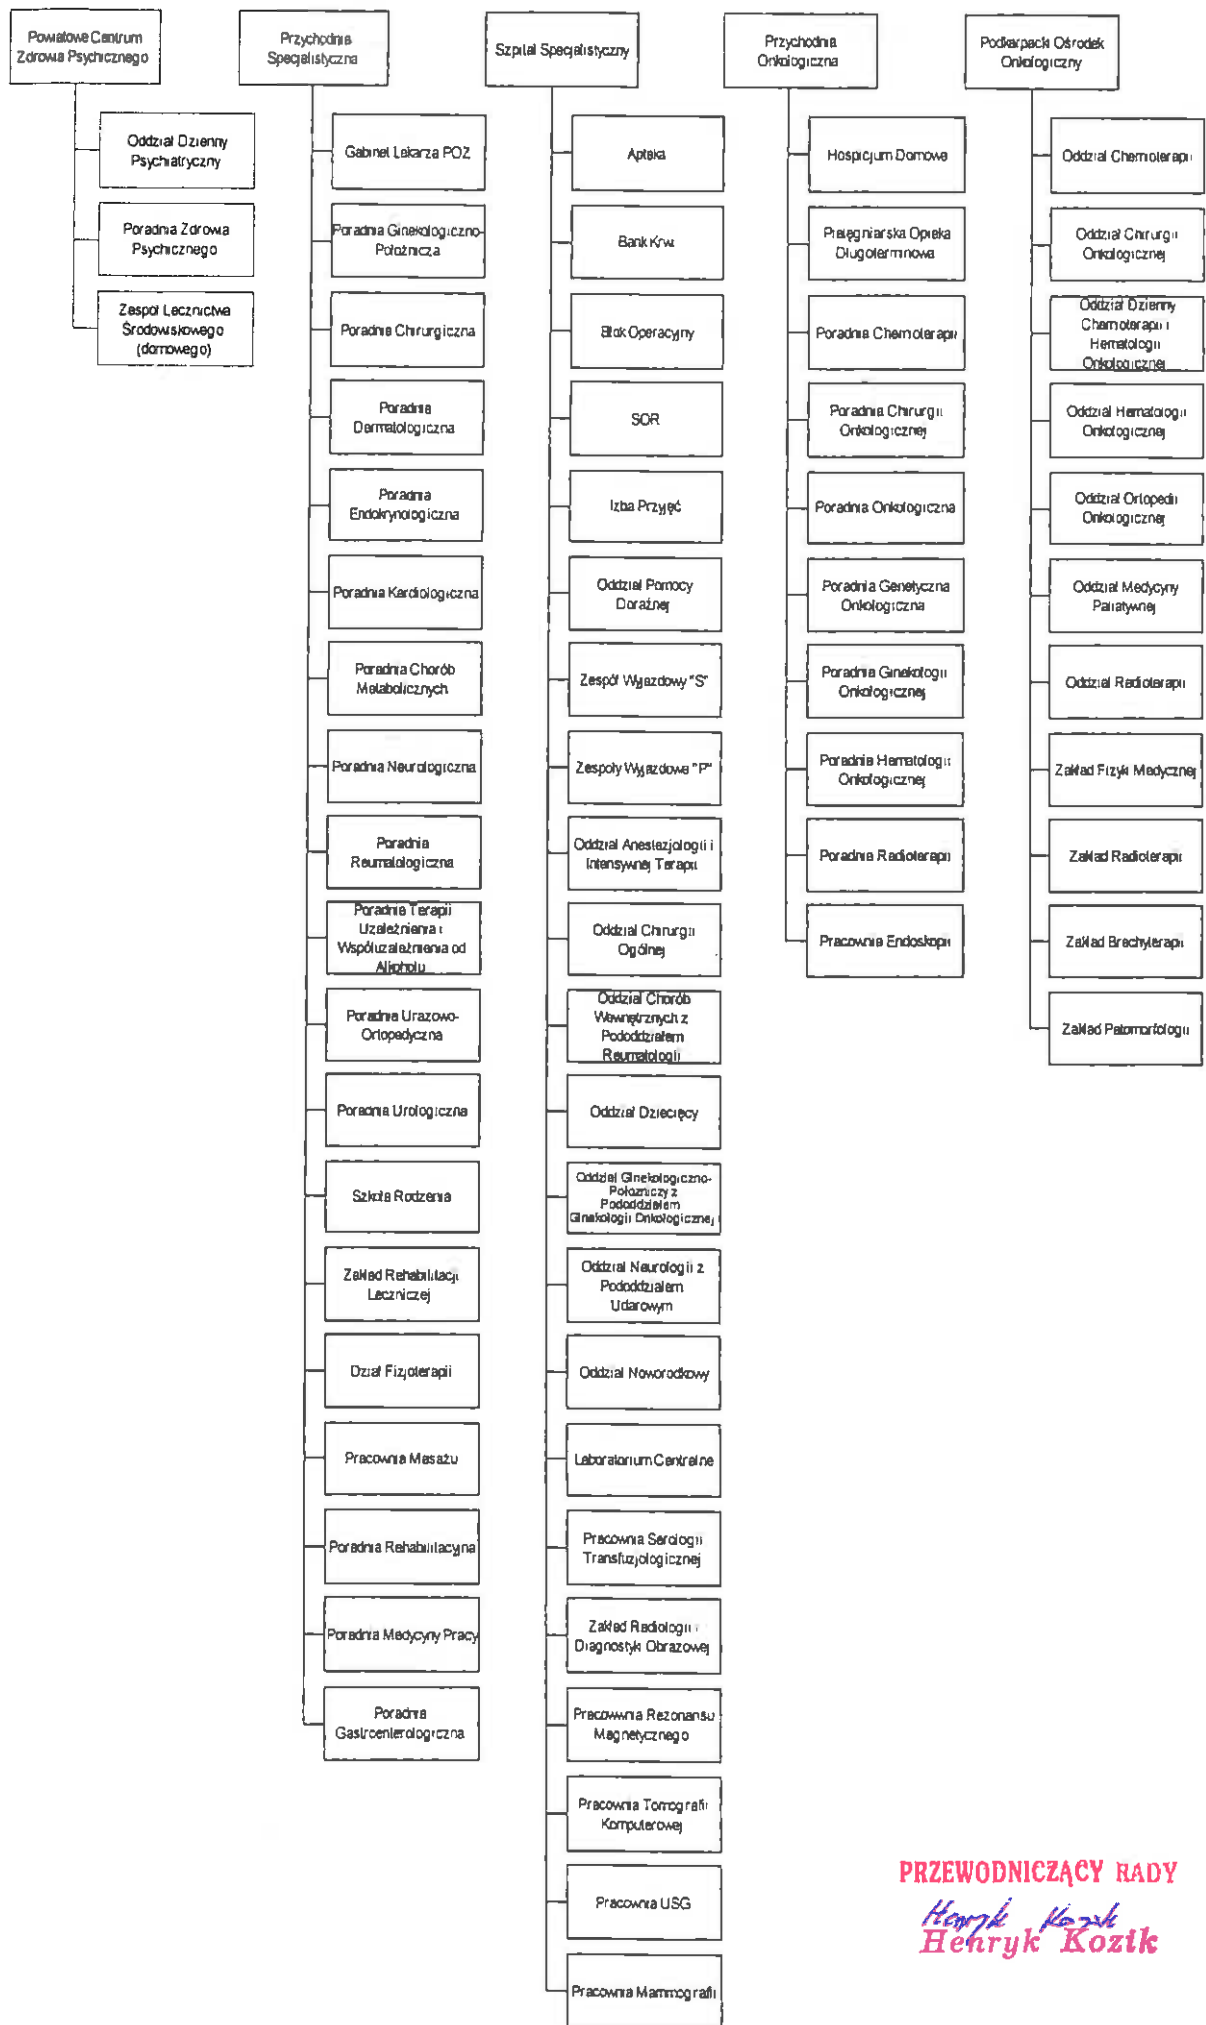 Powiatowe Centrum
Zdrowia Psychicznego
Oddział Dzienny
Psychiatryczny
Poradnia Zdrowia
Psychicznego
Zespół Lecznictwa
Środowiskowego
(domowego)
Przychodnia
Specjalistyczna
Gabinet Lekarza POZ
Poradnia Ginekologiczno-
Położnicza
Poradnia Chirurgiczna
Poradnia
Dermatologiczna
Poradnia
Endokrynologiczna
Poradnia Kardiologiczna
Poradnia Chorób
Metabolicznych
Poradnia Neurologiczna
Poradnia
Reumatologiczna
Poradnia Terapii
Uzależnienia i
Współuzależnienia od
Alkoholu
Poradnia Urazowo-
Ortopedyczna
Poradnia Urologiczna
Szkoła Rodzenia
Zakład Rehabilitacji
Leczniczej
Dział Fizjoterapii
Pracownia Masażu
Poradnia Rehabilitacyjna
Poradnia Medycyny Pracy
Poradnia
Gastroenterologiczna
Szpital Specjalistyczny
Apteka
Bank Krwi
Blok Operacyjny
SOR
Izba Przyjęć
Oddział Pomocy
Doraźnej
Zespół Wyjazdowy "S"
Zespoły Wyjazdowe "P"
Oddział Anestezjologii i
Intensywnej Terapii
Oddział Chirurgii
Ogólnej
Oddział Chorób
Wewnętrznych z
Pododdziałem
Reumatologii
Oddział Dziecięcy
Oddział Ginekologiczno-
Położniczy z
Pododdziałem
Ginekologii Onkologicznej
Oddział Neurologii z
Pododdziałem
Udarowym
Oddział Noworodkowy
Laboratorium Centralne
Pracownia Serologii
Transfuzjologicznej
Zakład Radiologii i
Diagnostyki Obrazowej
Pracowwnia Rezonansu
Magnetycznego
Pracownia Tomografii
Komputerowej
Pracownia USG
Pracownia Mammografii
Przychodnia
Onkologiczna
Hospicjum Domowe
Pielęgniarska Opieka
Długoterminowa
Poradnia Chemoterapii
Poradnia Chirurgii
Onkologicznej
Poradnia Onkologiczna
Poradnia Genetyczna
Onkologiczna
Poradnia Ginekologii
Onkologicznej
Poradnia Hematologii
Onkologicznej
Poradnia Radioterapii
Pracownia Endoskopii
Podkarpacki Ośrodek
Onkologiczny
Oddział Chemioterapii
Oddział Chirurgii
Onkologicznej
Oddział Dzienny
Chemoterapii i
Hematologii
Onkologicznej
Oddział Hematologii
Onkologicznej
Oddział Ortopedii
Onkologicznej
Oddział Medycyny
Paliatywnej
Oddział Radioterapii
Zakład Fizyki Medycznej
Zakład Radioterapii
Zakład Brachyterapii
Zakład Patomorfologii
PRZEWODNICZĄCY RADY
Henryk Kozik
Henryk Kozik